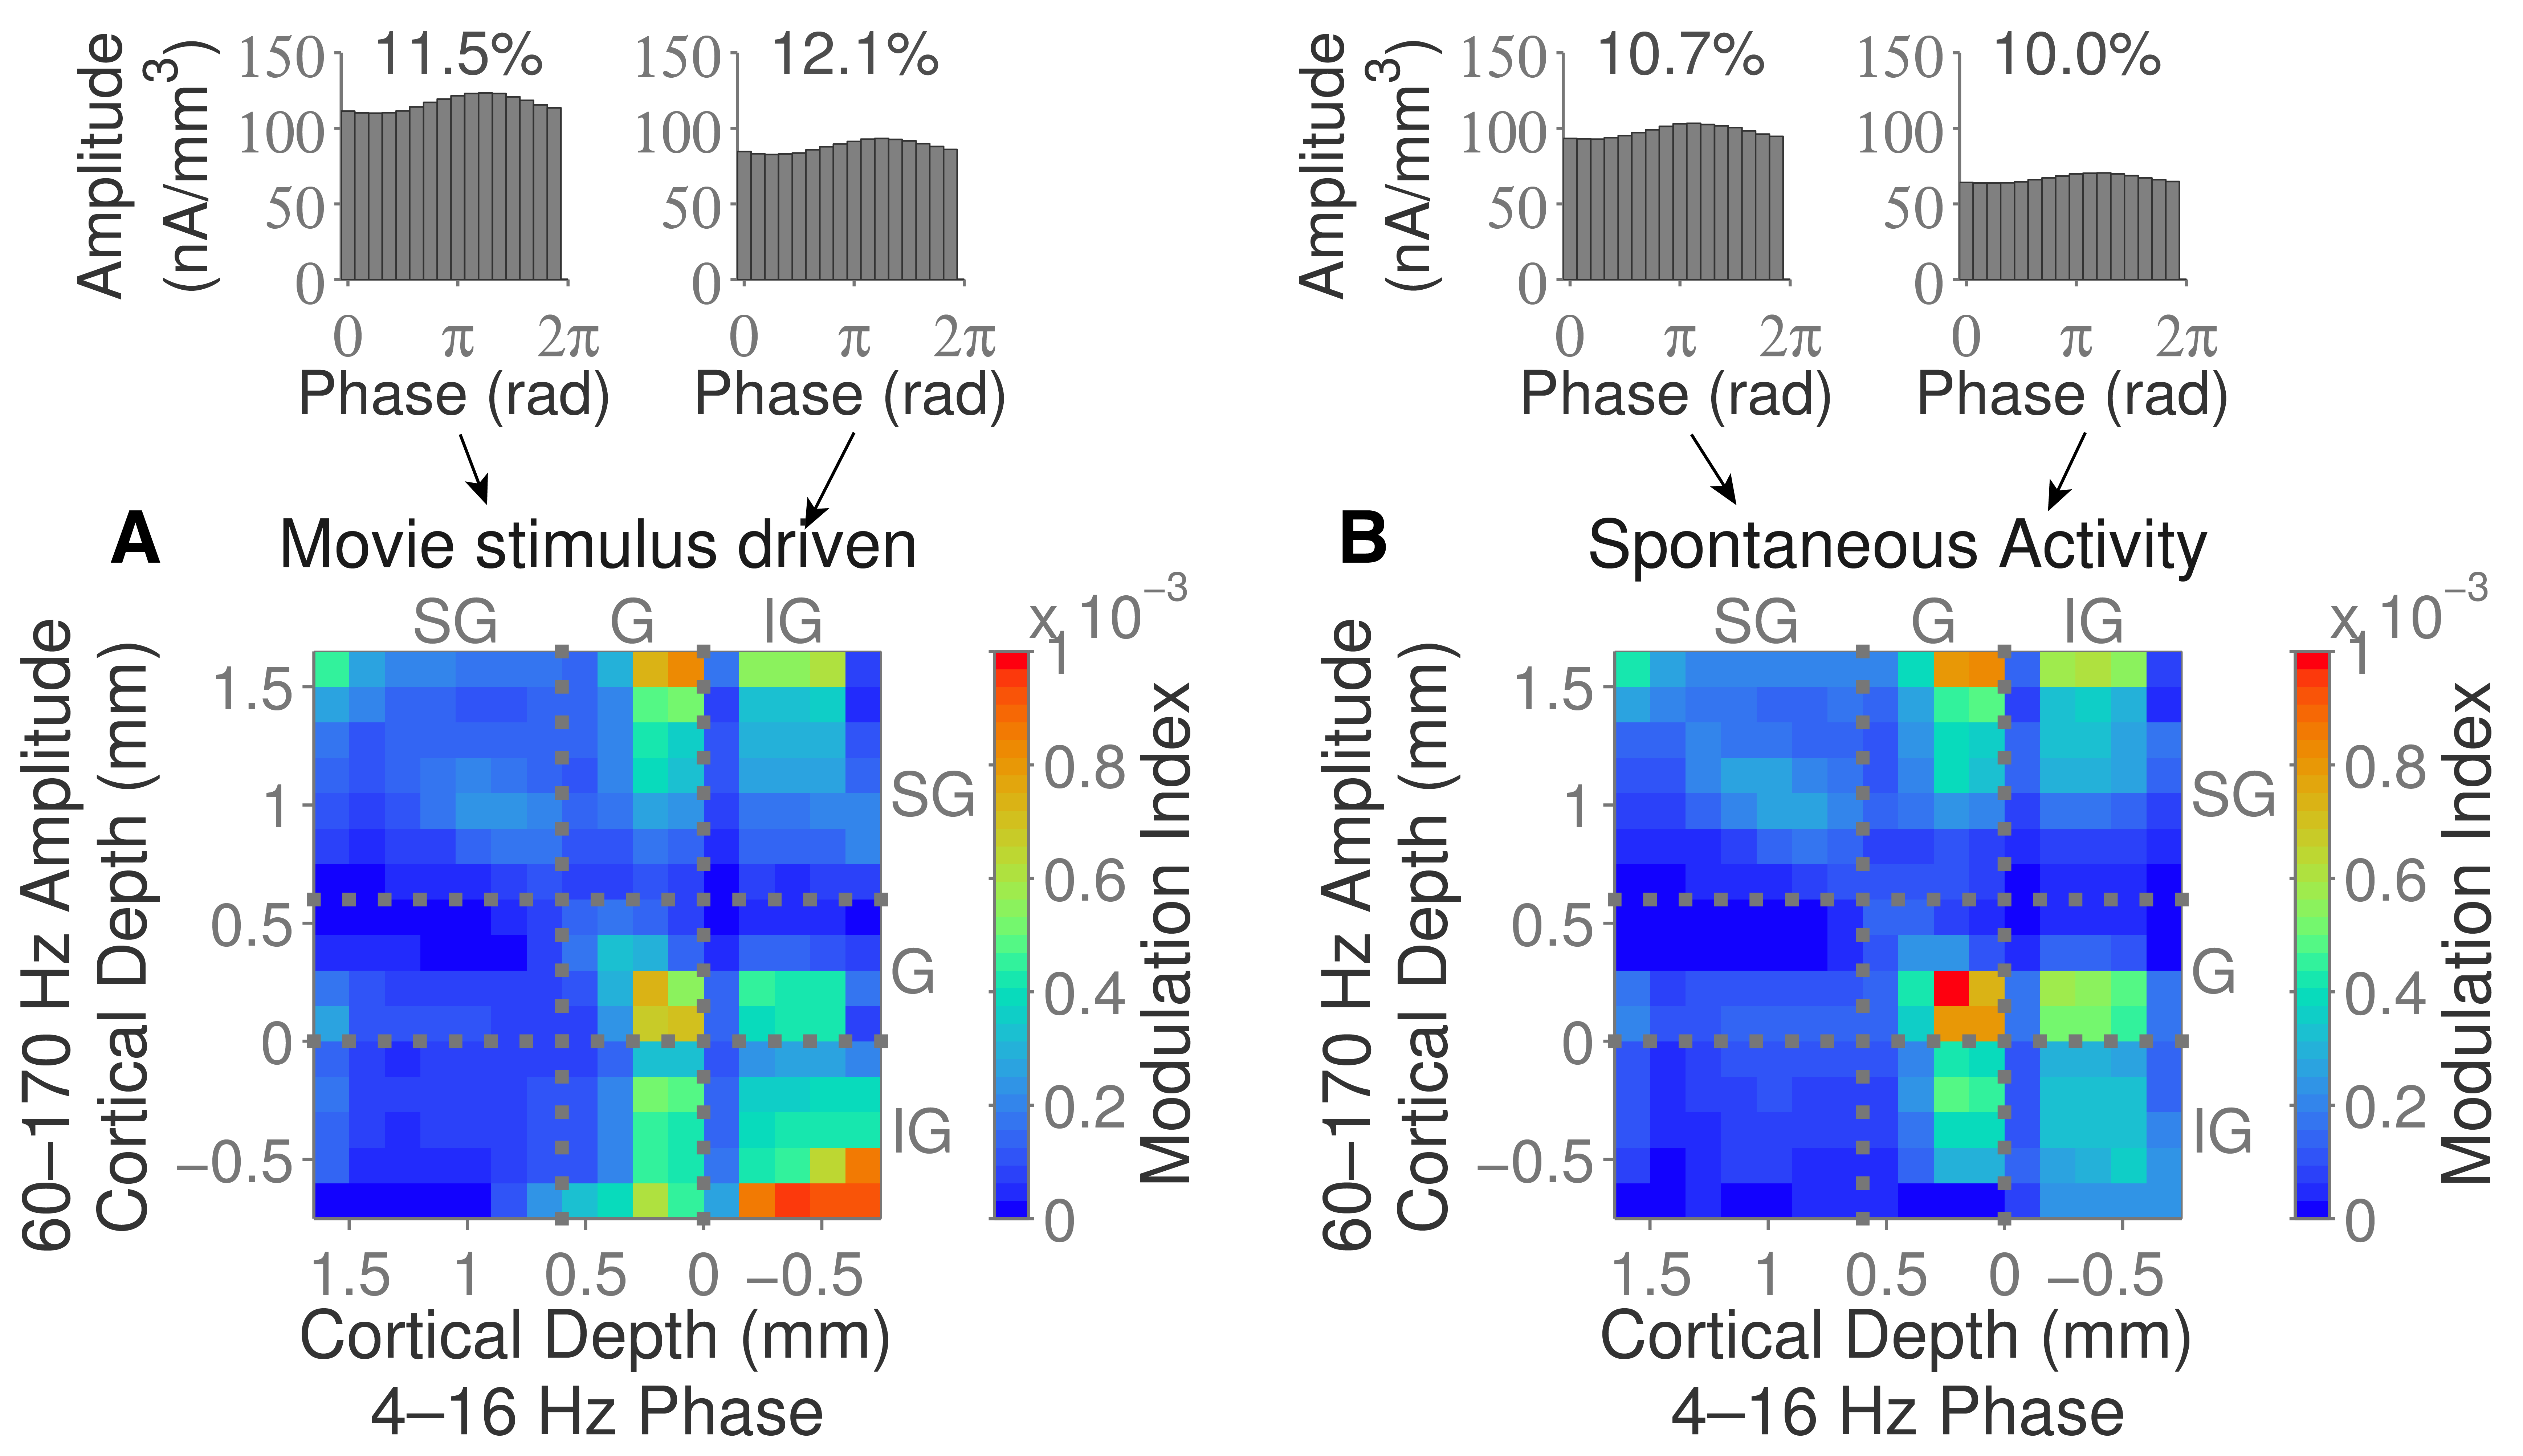 11.5%
12.1%
10.7%
10.0%
Amplitude
(nA/mm³)
150
100
50
0
150
100
50
0
Amplitude
(nA/mm³)
150
100
50
0
150
100
50
0
0 π 2π
0 π 2π
0 π 2π
0 π 2π
Phase (rad)
Phase (rad)
Phase (rad)
Phase (rad)
A
Movie stimulus driven
SG G IG
x 10⁻³
60–170 Hz Amplitude
Cortical Depth (mm)
1.5
1
0.5
0
−0.5
SG
G
IG
1
0.8
0.6
0.4
0.2
0
Modulation Index
1.5 1 0.5 0 −0.5
Cortical Depth (mm)
4–16 Hz Phase
B
Spontaneous Activity
SG G IG
x 10⁻³
60–170 Hz Amplitude
Cortical Depth (mm)
1.5
1
0.5
0
−0.5
SG
G
IG
1
0.8
0.6
0.4
0.2
0
Modulation Index
1.5 1 0.5 0 −0.5
Cortical Depth (mm)
4–16 Hz Phase